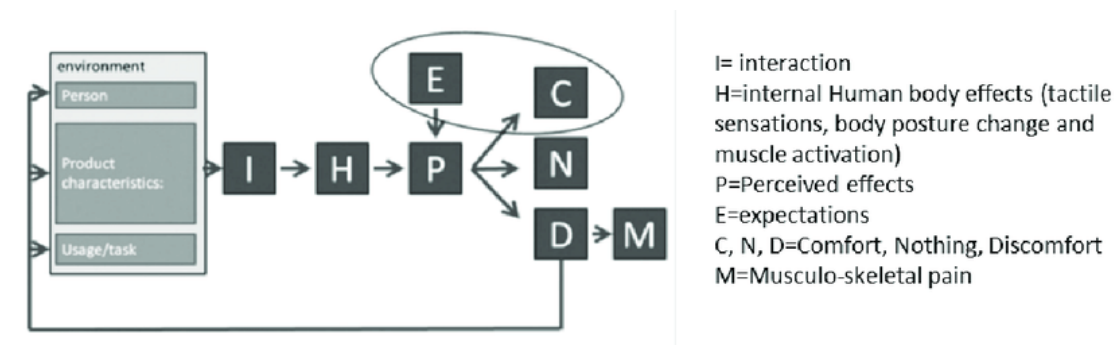 environment
Person
Product
characteristics:
Usage/task
I
H
P
E
C
N
D
M
I= interaction
H=internal Human body effects (tactile
sensations, body posture change and
muscle activation)
P=Perceived effects
E=expectations
C, N, D=Comfort, Nothing, Discomfort
M=Musculo-skeletal pain